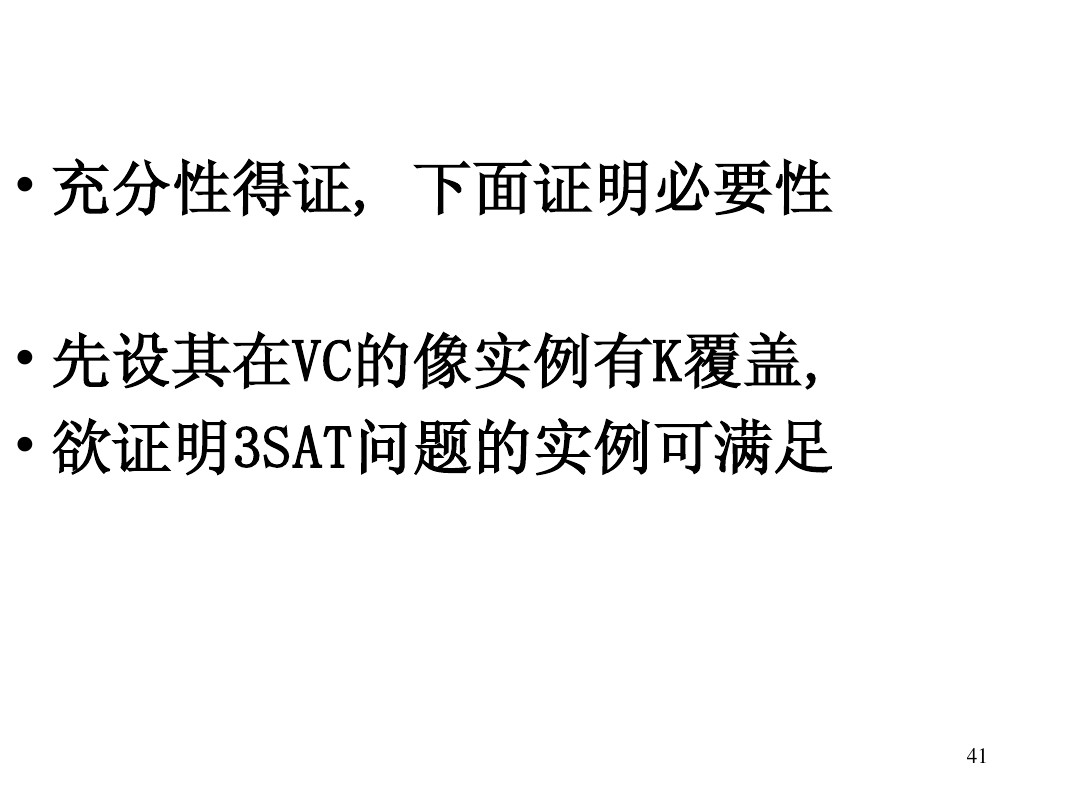 • 充分性得证, 下面证明必要性
• 先设其在VC的像实例有K覆盖,
• 欲证明3SAT问题的实例可满足
41